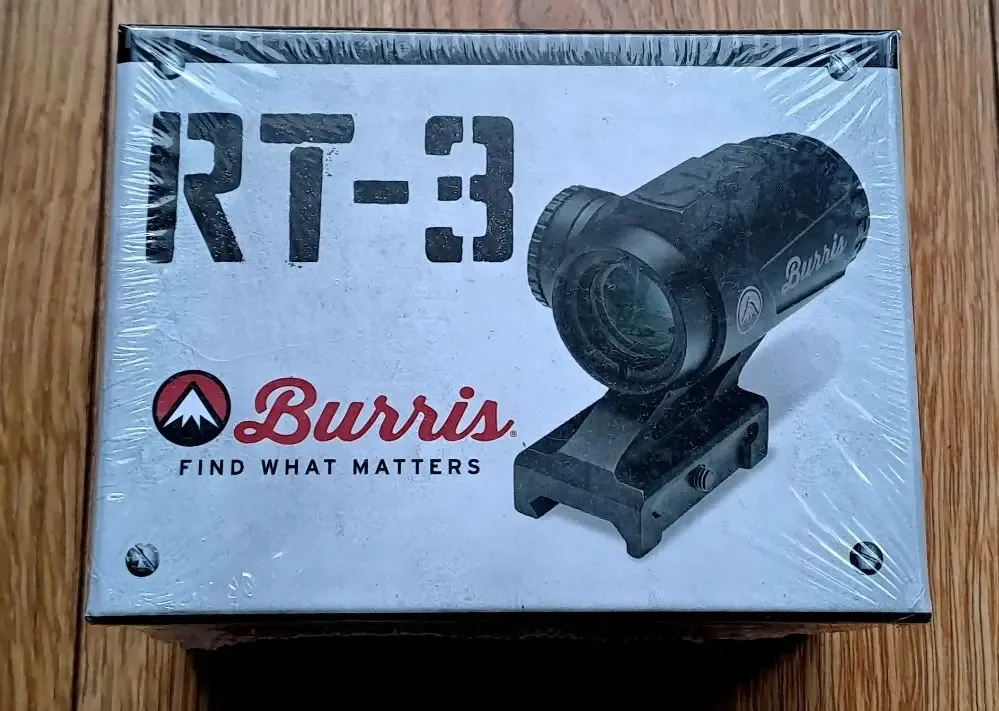 RT-3
Burris
Burris®
FIND WHAT MATTERS